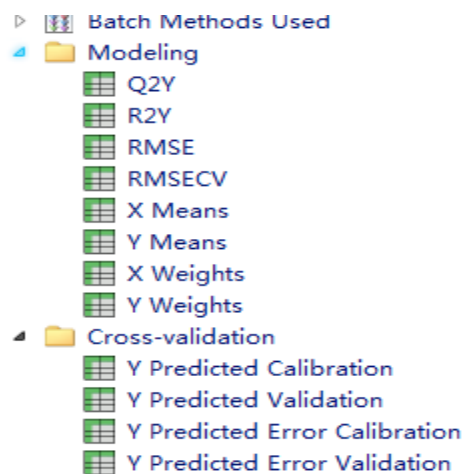 Batch Methods Used
Modeling
Q2Y
R2Y
RMSE
RMSECV
X Means
Y Means
X Weights
Y Weights
Cross-validation
Y Predicted Calibration
Y Predicted Validation
Y Predicted Error Calibration
Y Predicted Error Validation